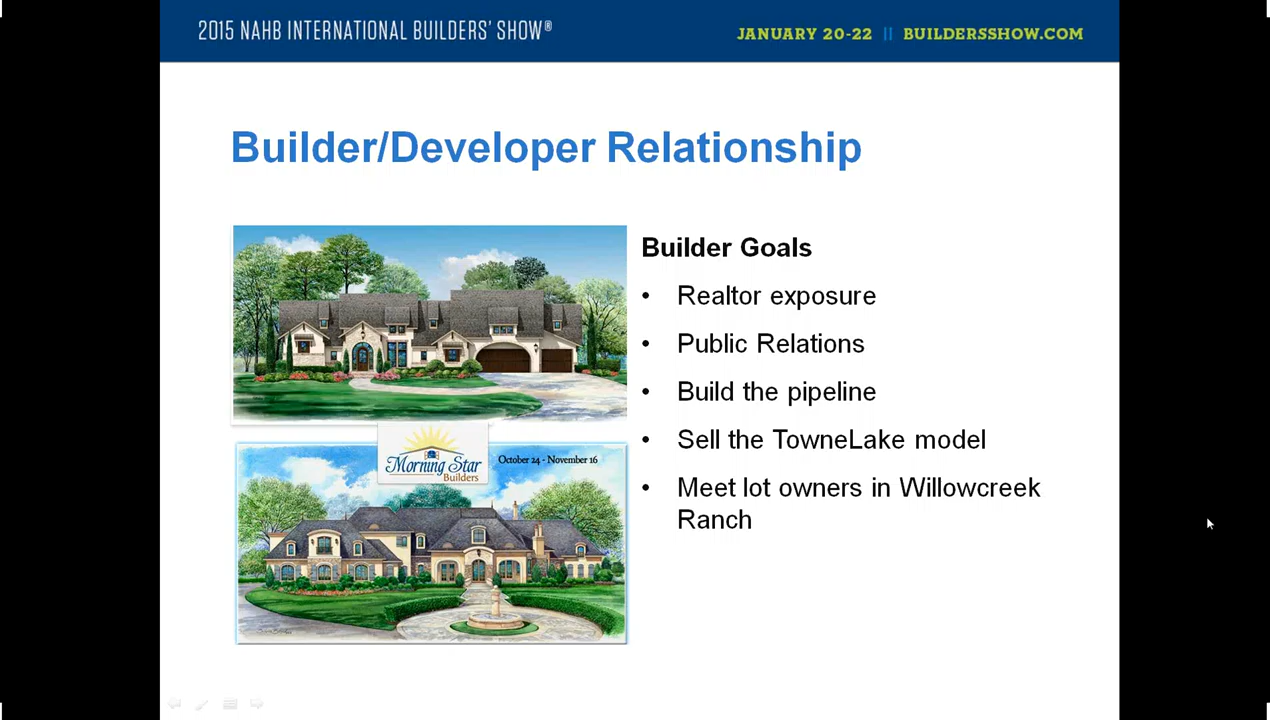 2015 NAHB INTERNATIONAL BUILDERS' SHOW®
JANUARY 20-22 || BUILDERSSHOW.COM
Builder/Developer Relationship
Builder Goals
• Realtor exposure
• Public Relations
• Build the pipeline
• Sell the TowneLake model
• Meet lot owners in Willowcreek
Ranch
Morning Star
Builders
October 24 - November 16